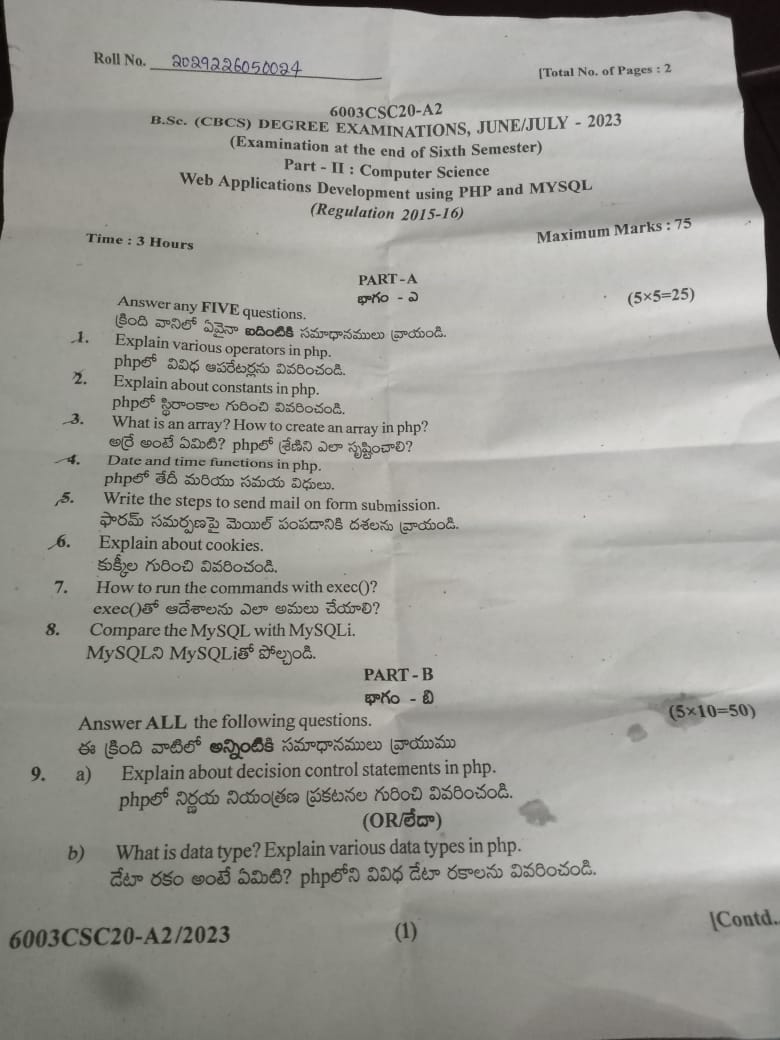 Roll No. 2029226050024
[Total No. of Pages : 2
6003CSC20-A2
B.Sc. (CBCS) DEGREE EXAMINATIONS, JUNE/JULY - 2023
(Examination at the end of Sixth Semester)
Part - II : Computer Science
Web Applications Development using PHP and MYSQL
(Regulation 2015-16)
Time : 3 Hours
Maximum Marks : 75
PART-A
భాగం - ఎ
Answer any FIVE questions. (5×5=25)
క్రింది వానిలో ఏవైనా ఐదింటికి సమాధానములు వ్రాయండి.
1. Explain various operators in php.
phpలో వివిధ ఆపరేటర్లను వివరించండి.
2. Explain about constants in php.
phpలో స్థిరాంకాల గురించి వివరించండి.
3. What is an array? How to create an array in php?
అర్రే అంటే ఏమిటి? phpలో శ్రేణిని ఎలా సృష్టించాలి?
4. Date and time functions in php.
phpలో తేదీ మరియు సమయ విధులు.
5. Write the steps to send mail on form submission.
ఫారమ్ సమర్పణపై మెయిల్ పంపడానికి దశలను వ్రాయండి.
6. Explain about cookies.
కుక్కీల గురించి వివరించండి.
7. How to run the commands with exec()?
exec()తో ఆదేశాలను ఎలా అమలు చేయాలి?
8. Compare the MySQL with MySQLi.
MySQLని MySQLiతో పోల్చండి.
PART - B
భాగం - బి
Answer ALL the following questions. (5×10=50)
ఈ క్రింది వాటిలో అన్నింటికి సమాధానములు వ్రాయుము
9. a) Explain about decision control statements in php.
phpలో నిర్ణయ నియంత్రణ ప్రకటనల గురించి వివరించండి.
(OR/లేదా)
b) What is data type? Explain various data types in php.
డేటా రకం అంటే ఏమిటి? phpలోని వివిధ డేటా రకాలను వివరించండి.
6003CSC20-A2/2023 (1) [Contd..